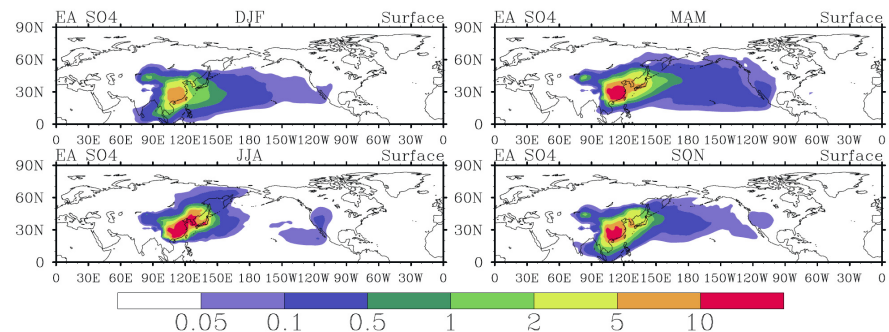 EA SO4 DJF Surface
90N
60N
30N
0
0 30E 60E 90E 120E 150E 180 150W 120W 90W 60W 30W 0
EA SO4 MAM Surface
90N
60N
30N
0
0 30E 60E 90E 120E 150E 180 150W 120W 90W 60W 30W 0
EA SO4 JJA Surface
90N
60N
30N
0
0 30E 60E 90E 120E 150E 180 150W 120W 90W 60W 30W 0
EA SO4 SON Surface
90N
60N
30N
0
0 30E 60E 90E 120E 150E 180 150W 120W 90W 60W 30W 0
0.05 0.1 0.5 1 2 5 10